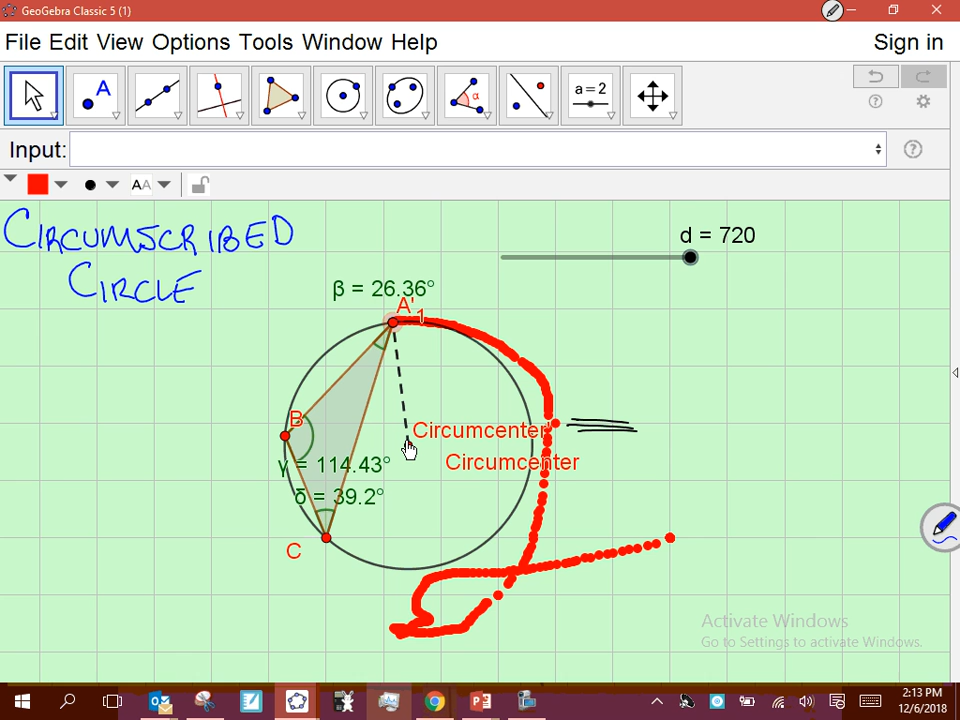 GeoGebra Classic 5 (1)
File Edit View Options Tools Window Help
Sign in
A
α
a=2
Input:
AA
CIRCUMSCRIBED
CIRCLE
d = 720
β = 26.36°
A'1
B
Circumcenter'
Circumcenter
γ = 114.43°
δ = 39.2°
C
Activate Windows
Go to Settings to activate Windows.
2:13 PM
12/6/2018